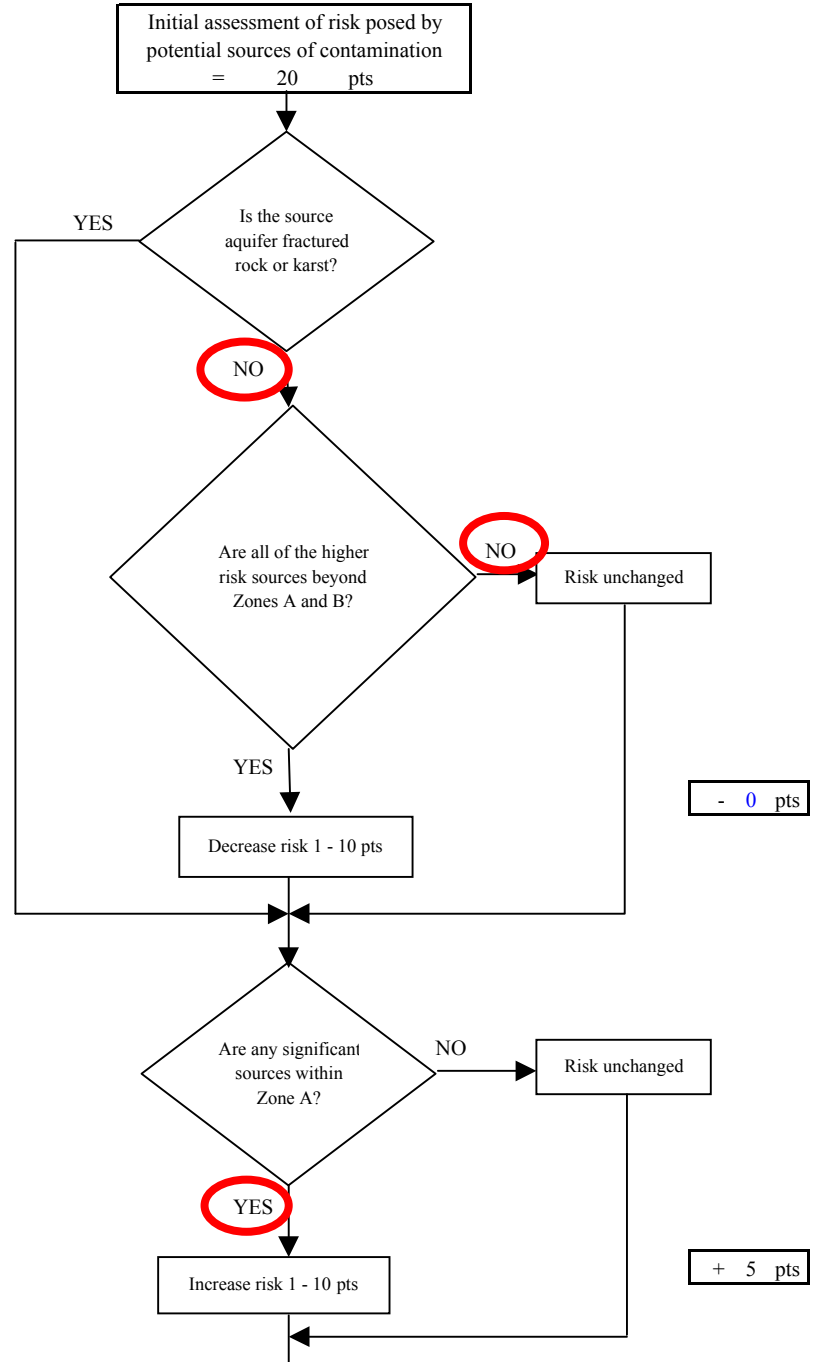 Initial assessment of risk posed by
potential sources of contamination
= 20 pts
YES
Is the source
aquifer fractured
rock or karst?
NO
Are all of the higher
risk sources beyond
Zones A and B?
NO
Risk unchanged
YES
- 0 pts
Decrease risk 1 - 10 pts
Are any significant
sources within
Zone A?
NO
Risk unchanged
YES
+ 5 pts
Increase risk 1 - 10 pts